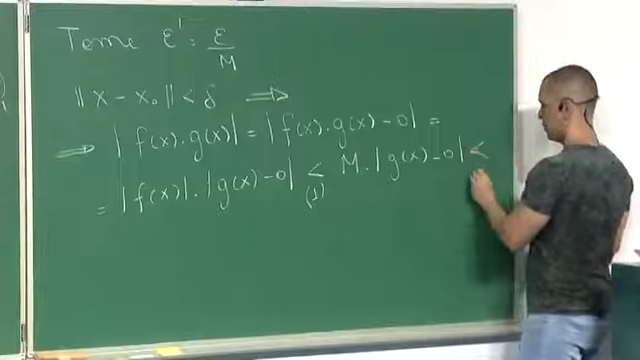 Tome ε' = ε/M
||x - x₀|| < δ ⟹
⟹ |f(x).g(x)| = |f(x).g(x) - 0| =
= |f(x)|.|g(x) - 0| < M.|g(x) - 0| <
(1)